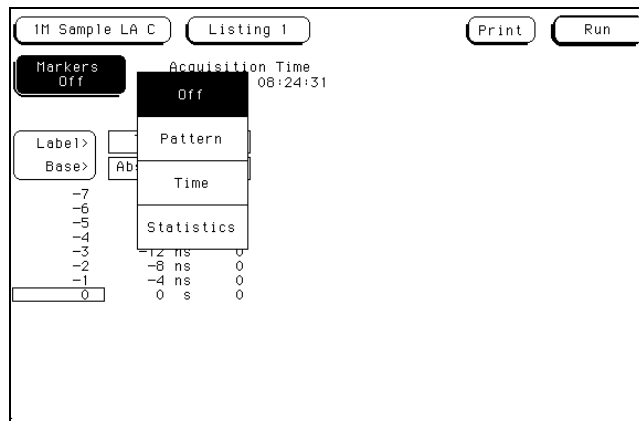 1M Sample LA C Listing 1 Print Run
Markers Off
Acquisition Time
08:24:31
Off
Pattern
Time
Statistics
Label>
Base>
-7
-6
-5
-4
-3 -12 ns 0
-2 -8 ns 0
-1 -4 ns 0
0 0 s 0